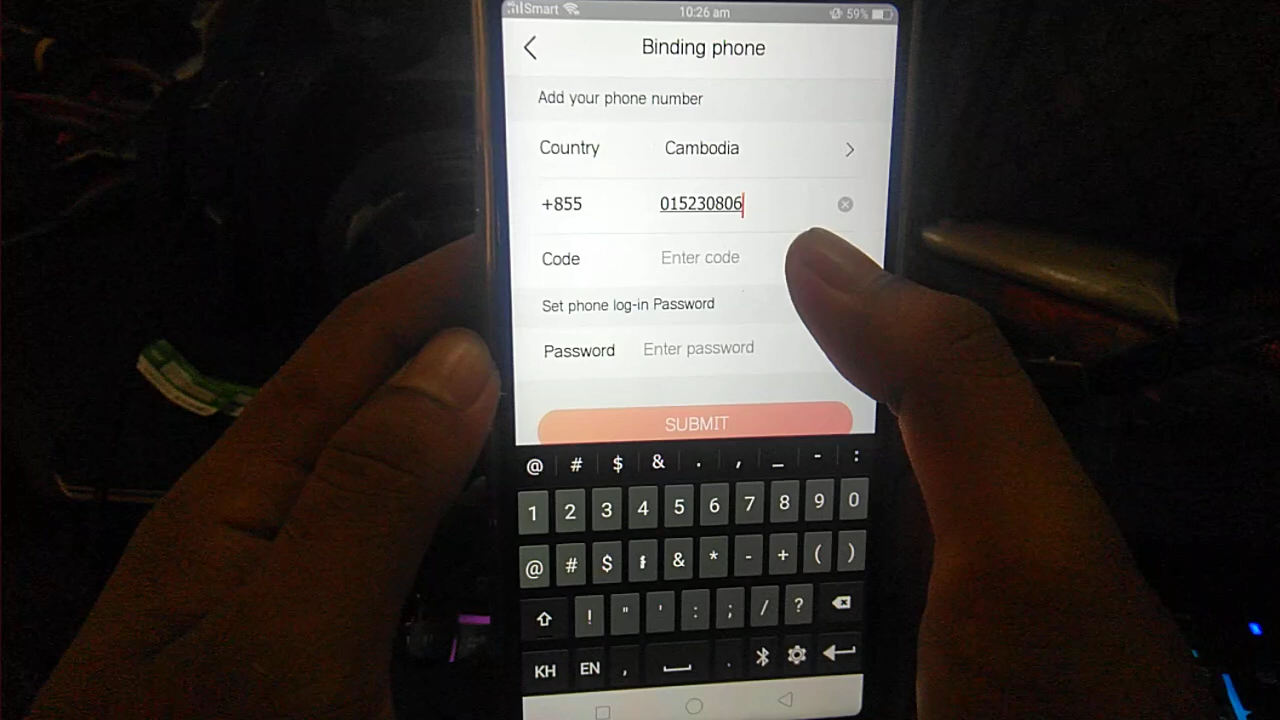 Smart 10:26 am 59%
Binding phone
Add your phone number
Country Cambodia
+855 015230806
Code Enter code
Set phone log-in Password
Password Enter password
SUBMIT
@ # $ & . , _ - :
1 2 3 4 5 6 7 8 9 0
@ # $ & * - + ( )
! " ' : ; / ?
KH EN , .